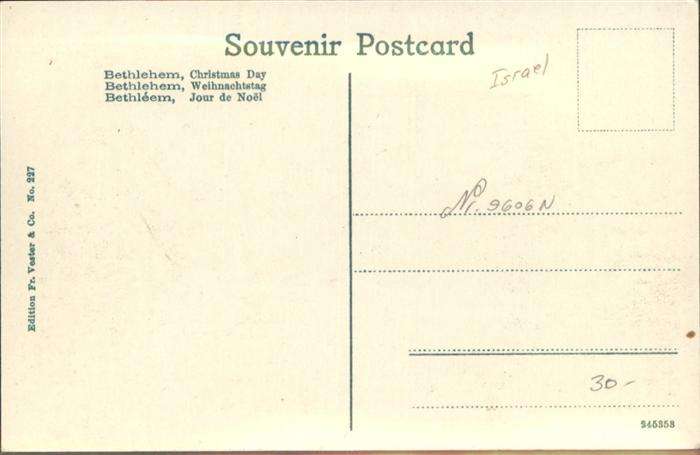 Souvenir Postcard
Bethlehem, Christmas Day
Bethlehem, Weihnachtstag
Bethléem, Jour de Noël
Israel
Edition Fr. Vester & Co. No. 227
Nr. 9606N
30-
245353